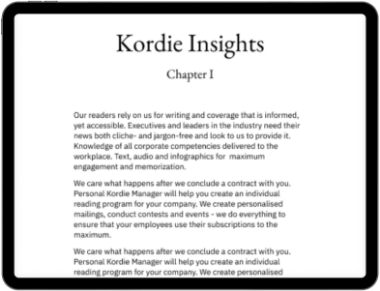 Kordie Insights
Chapter I
Our readers rely on us for writing and coverage that is informed,
yet accessible. Executives and leaders in the industry need their
news both cliche- and jargon-free and look to us to provide it.
Knowledge of all corporate competencies delivered to the
workplace. Text, audio and infographics for  maximum
engagement and memorization.
We care what happens after we conclude a contract with you.
Personal Kordie Manager will help you create an individual
reading program for your company. We create personalised
mailings, conduct contests and events - we do everything to
ensure that your employees use their subscriptions to the
maximum.
We care what happens after we conclude a contract with you.
Personal Kordie Manager will help you create an individual
reading program for your company. We create personalised